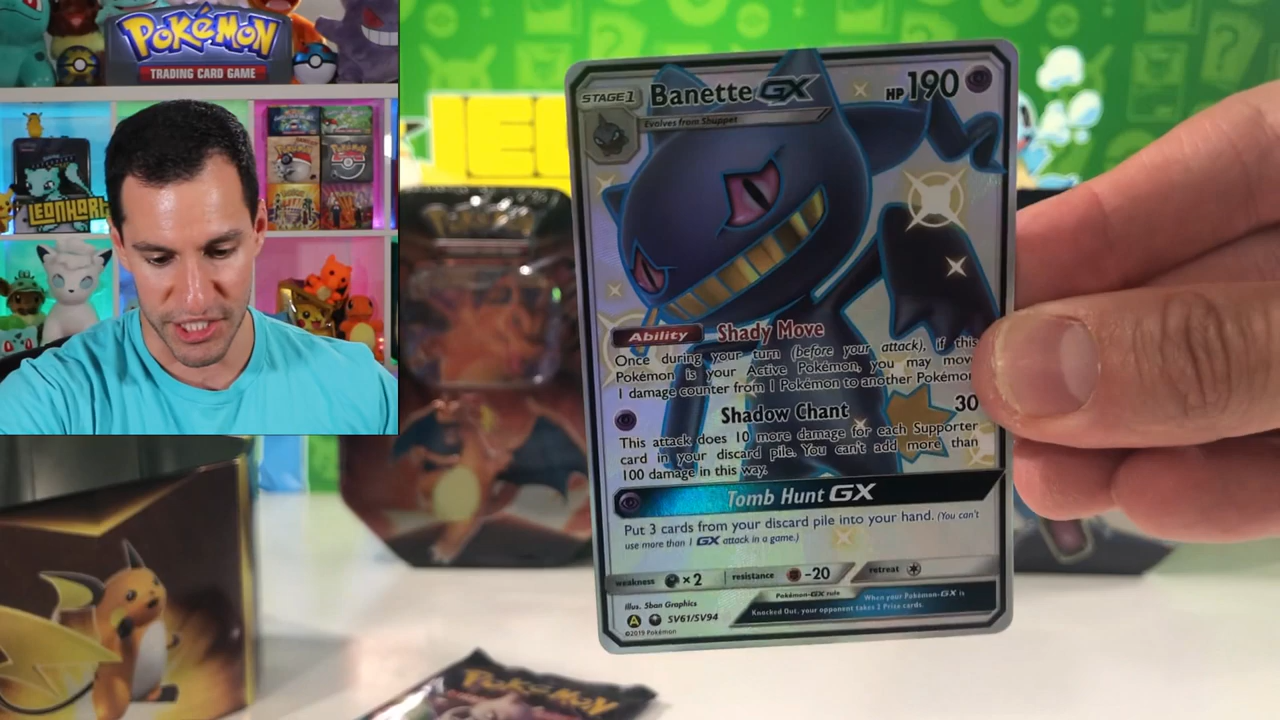 Pokémon
TRADING CARD GAME
LEONHART
STAGE 1
Banette GX
HP 190
Evolves from Shuppet
Ability Shady Move
Once during your turn (before your attack), if this
Pokémon is your Active Pokémon, you may move
1 damage counter from 1 Pokémon to another Pokémon
Shadow Chant 30
This attack does 10 more damage for each Supporter
card in your discard pile. You can't add more than
100 damage in this way.
Tomb Hunt GX
Put 3 cards from your discard pile into your hand. (You can't
use more than 1 GX attack in a game.)
weakness ×2 resistance -20 retreat
Pokémon-GX rule
When your Pokémon-GX is
Knocked Out, your opponent takes 2 Prize cards.
Illus. 5ban Graphics
A SV61/SV94
©2019 Pokémon
Pokémon
Pokémon